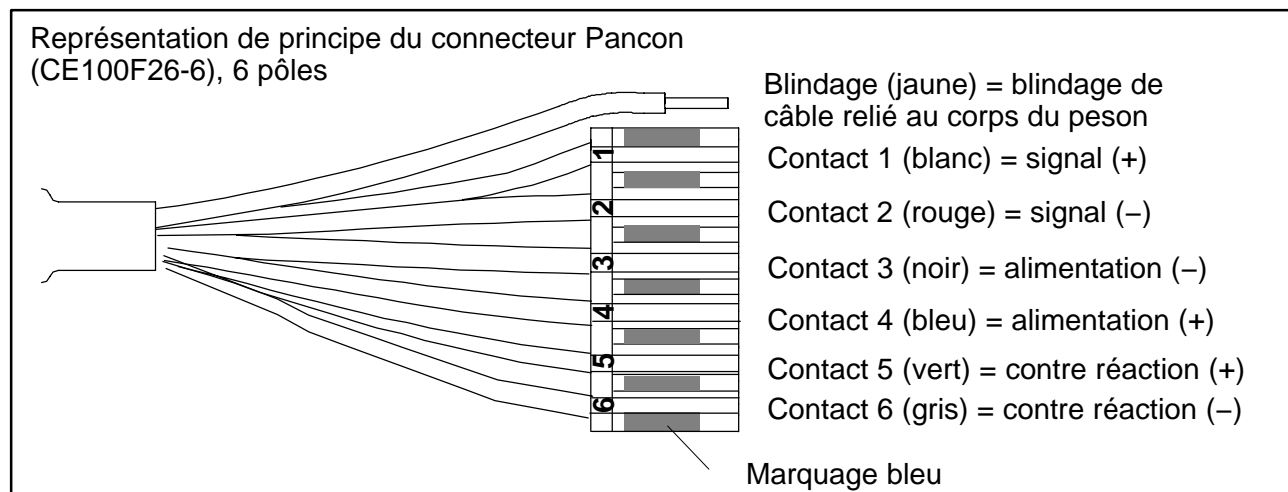 Représentation de principe du connecteur Pancon
(CE100F26-6), 6 pôles
Blindage (jaune) = blindage de
câble relié au corps du peson
1
Contact 1 (blanc) = signal (+)
2
Contact 2 (rouge) = signal (−)
3
Contact 3 (noir) = alimentation (−)
4
Contact 4 (bleu) = alimentation (+)
5
Contact 5 (vert) = contre réaction (+)
6
Contact 6 (gris) = contre réaction (−)
Marquage bleu